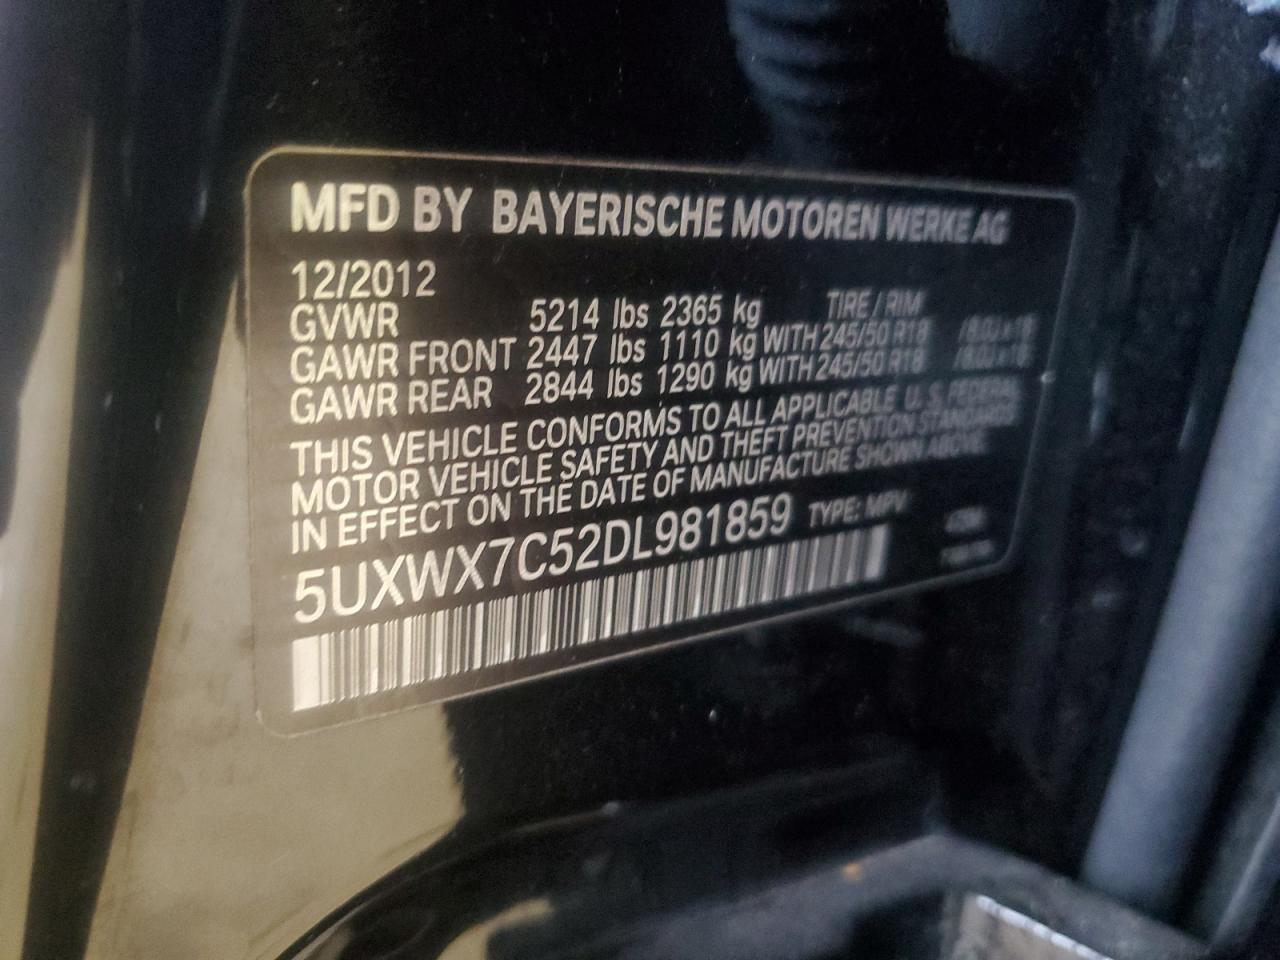 MFD BY BAYERISCHE MOTOREN WERKE AG
12/2012 TIRE / RIM
GVWR 5214 lbs 2365 kg
GAWR FRONT 2447 lbs 1110 kg WITH 245/50 R18
GAWR REAR 2844 lbs 1290 kg WITH 245/50 R18
THIS VEHICLE CONFORMS TO ALL APPLICABLE U.S. FEDERAL
MOTOR VEHICLE SAFETY AND THEFT PREVENTION STANDARDS
IN EFFECT ON THE DATE OF MANUFACTURE SHOWN ABOVE
5UXWX7C52DL981859 TYPE: MPV